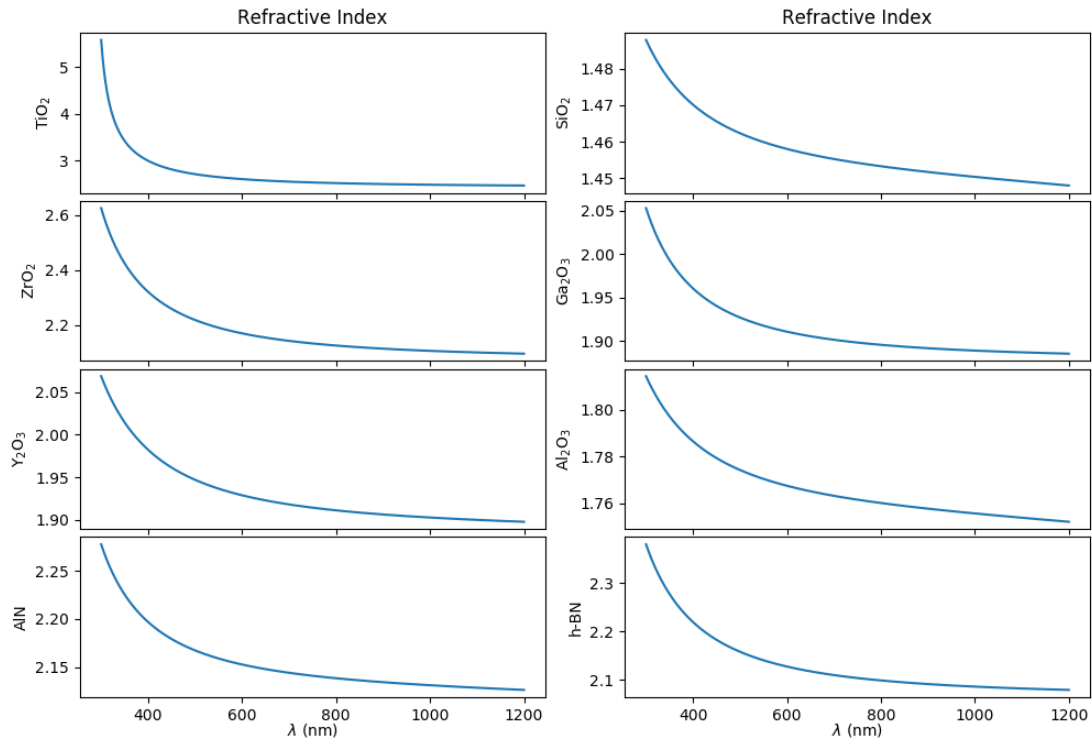 Refractive Index
TiO₂
5
4
3
Refractive Index
SiO₂
1.48
1.47
1.46
1.45
ZrO₂
2.6
2.4
2.2
Ga₂O₃
2.05
2.00
1.95
1.90
Y₂O₃
2.05
2.00
1.95
1.90
Al₂O₃
1.80
1.78
1.76
AlN
2.25
2.20
2.15
400 600 800 1000 1200
λ (nm)
h-BN
2.3
2.2
2.1
400 600 800 1000 1200
λ (nm)